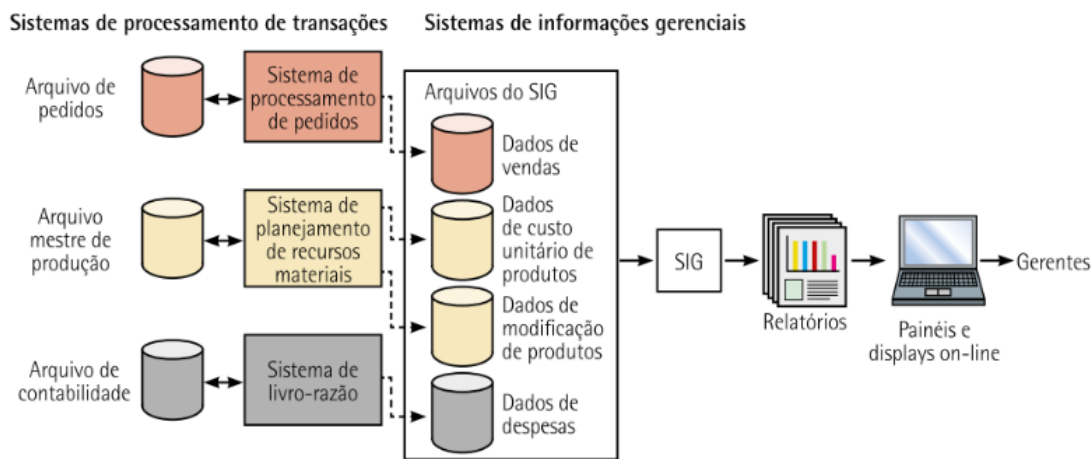 Sistemas de processamento de transações
Sistemas de informações gerenciais
Arquivo de
pedidos
Sistema de
processamento
de pedidos
Arquivo
mestre de
produção
Sistema de
planejamento
de recursos
materiais
Arquivo de
contabilidade
Sistema de
livro-razão
Arquivos do SIG
Dados de
vendas
Dados
de custo
unitário de
produtos
Dados de
modificação
de produtos
Dados de
despesas
SIG
Relatórios
Painéis e
displays on-line
Gerentes